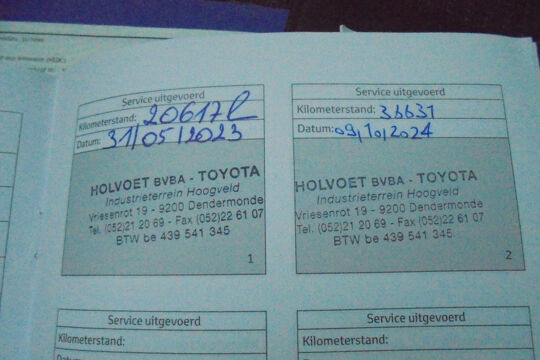 Service uitgevoerd
Kilometerstand: 20617
Datum: 31/05/2023
HOLVOET BVBA - TOYOTA
Industrieterrein Hoogveld
Vriesenrot 19 - 9200 Dendermonde
Tel. (052)21 20 69 - Fax (052)22 61 07
BTW be 439 541 345
1
Service uitgevoerd
Kilometerstand: 33631
Datum: 09/10/2024
HOLVOET BVBA - TOYOTA
Industrieterrein Hoogveld
Vriesenrot 19 - 9200 Dendermonde
Tel. (052)21 20 69 - Fax (052)22 61 07
BTW be 439 541 345
2
Service uitgevoerd
Kilometerstand:
Service uitgevoerd
Kilometerstand: